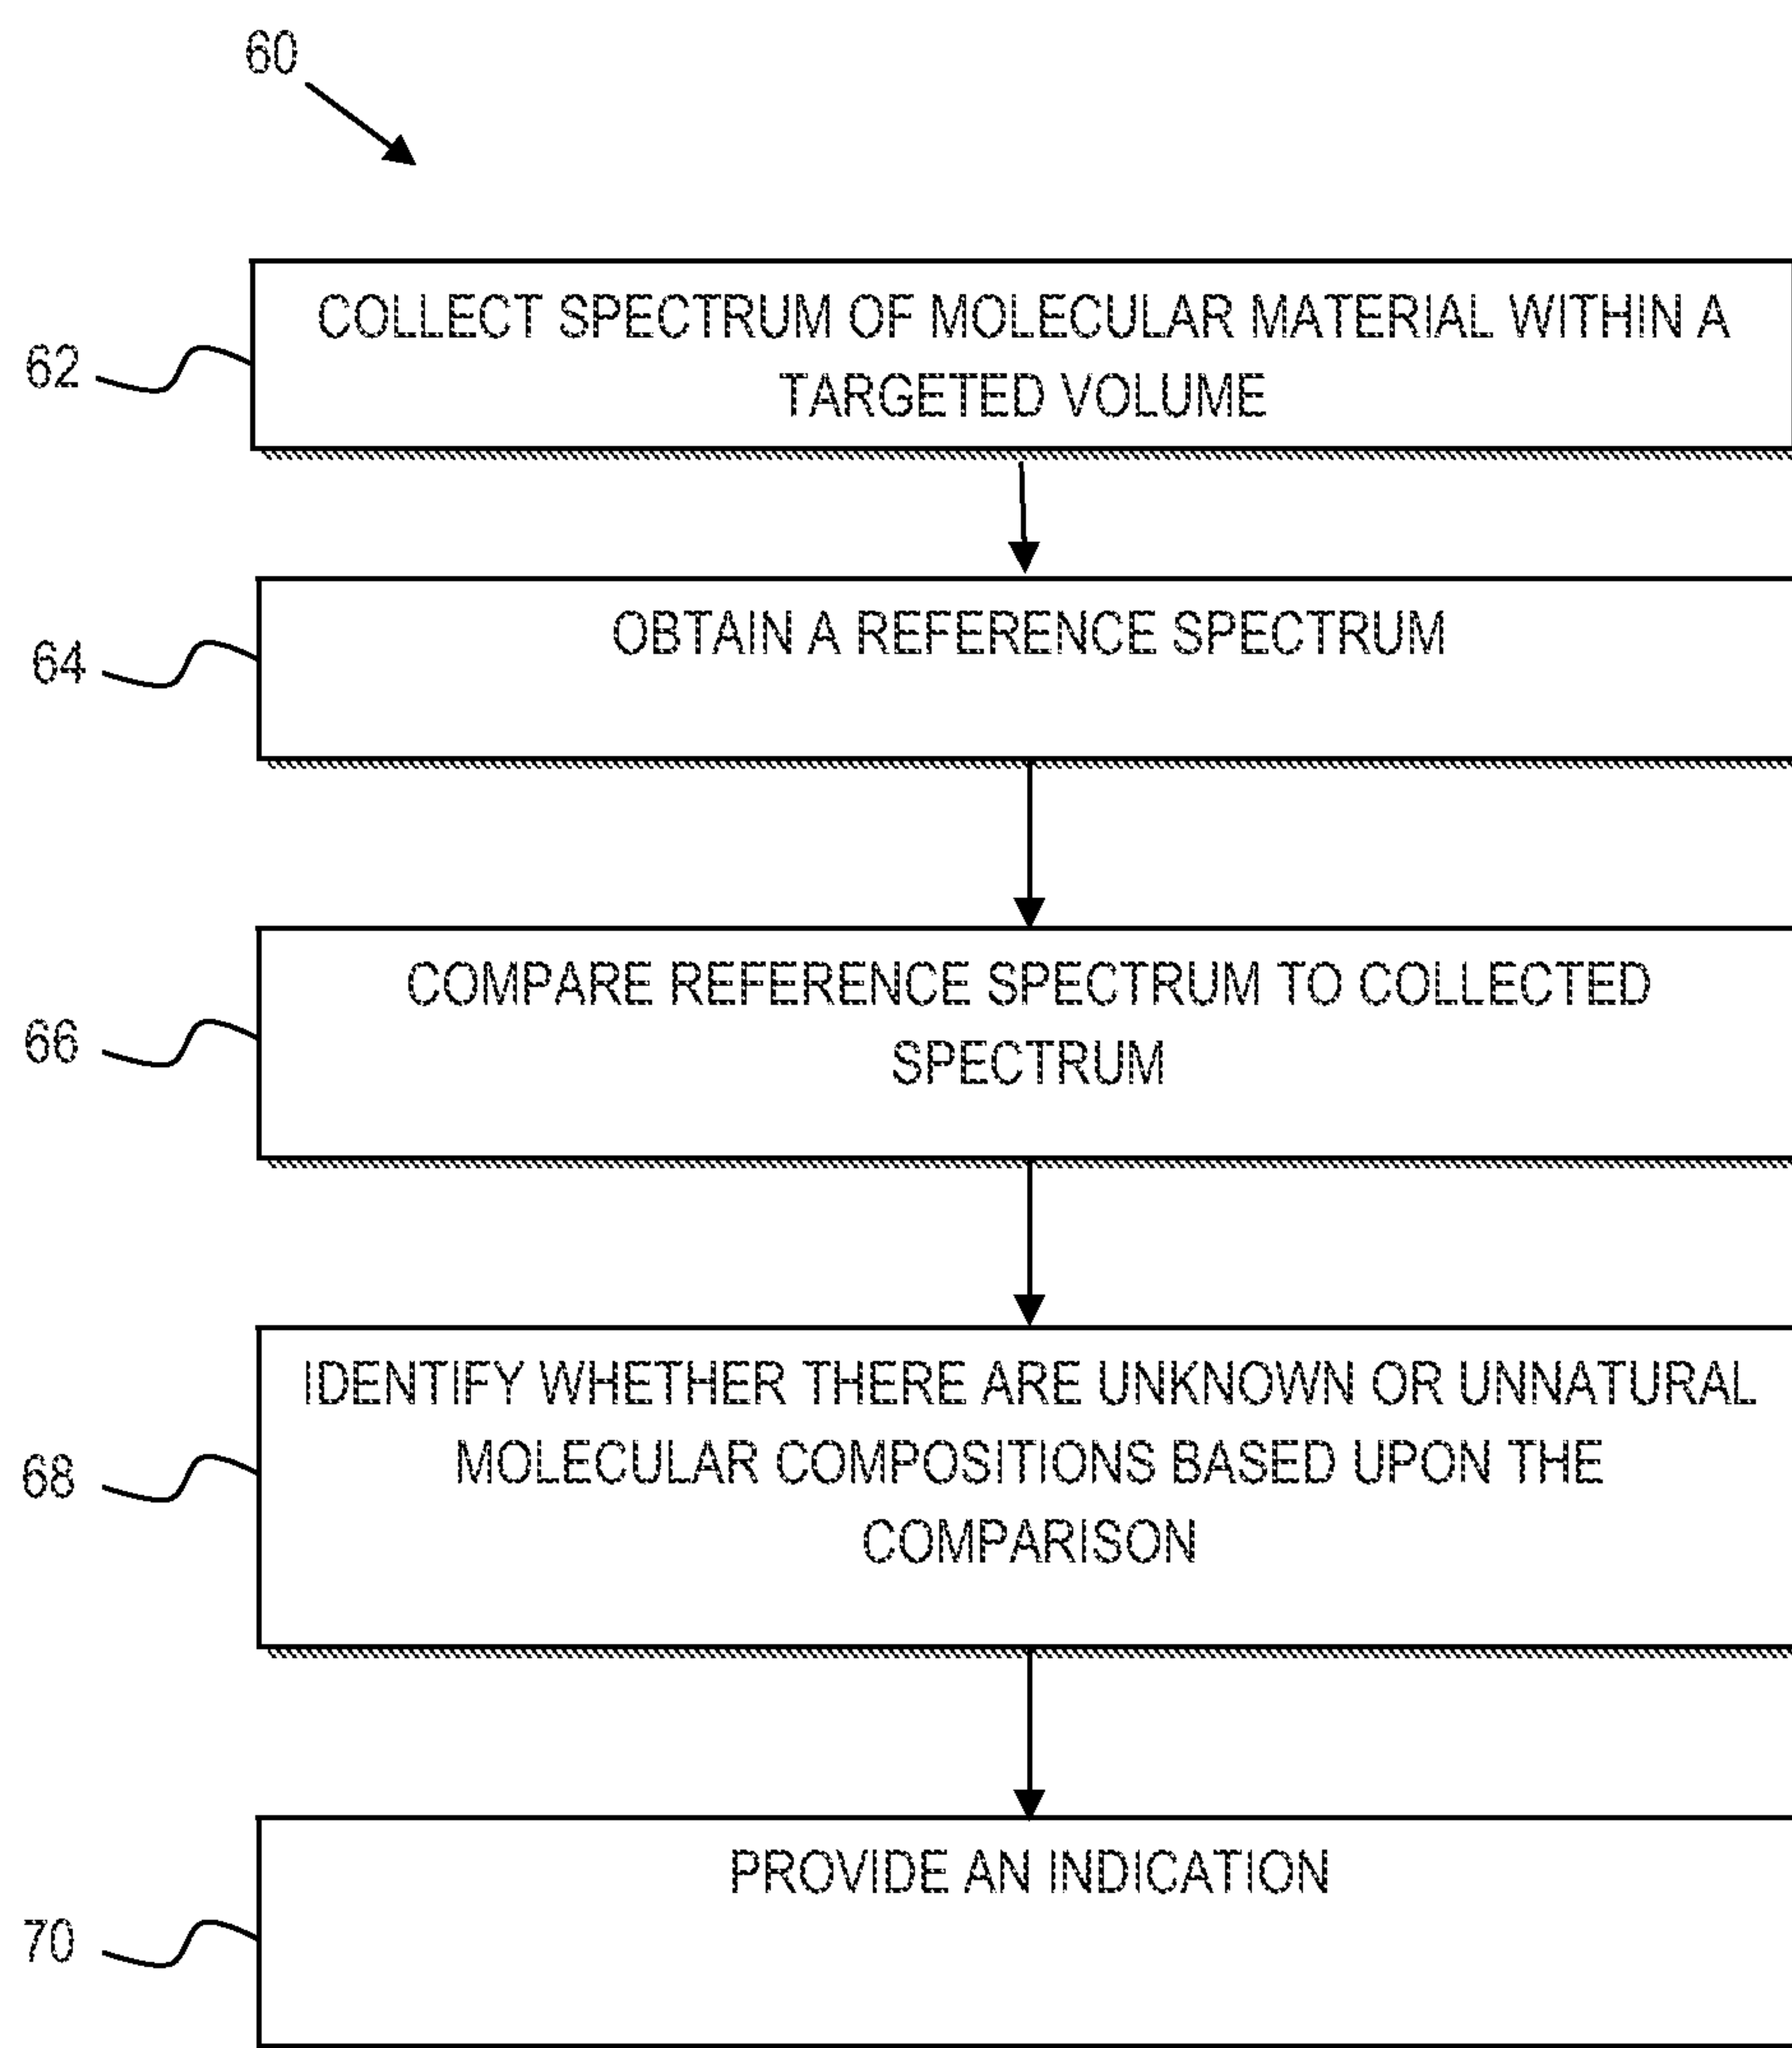 60
62
COLLECT SPECTRUM OF MOLECULAR MATERIAL WITHIN A
TARGETED VOLUME
64
OBTAIN A REFERENCE SPECTRUM
66
COMPARE REFERENCE SPECTRUM TO COLLECTED
SPECTRUM
68
IDENTIFY WHETHER THERE ARE UNKNOWN OR UNNATURAL
MOLECULAR COMPOSITIONS BASED UPON THE
COMPARISON
70
PROVIDE AN INDICATION